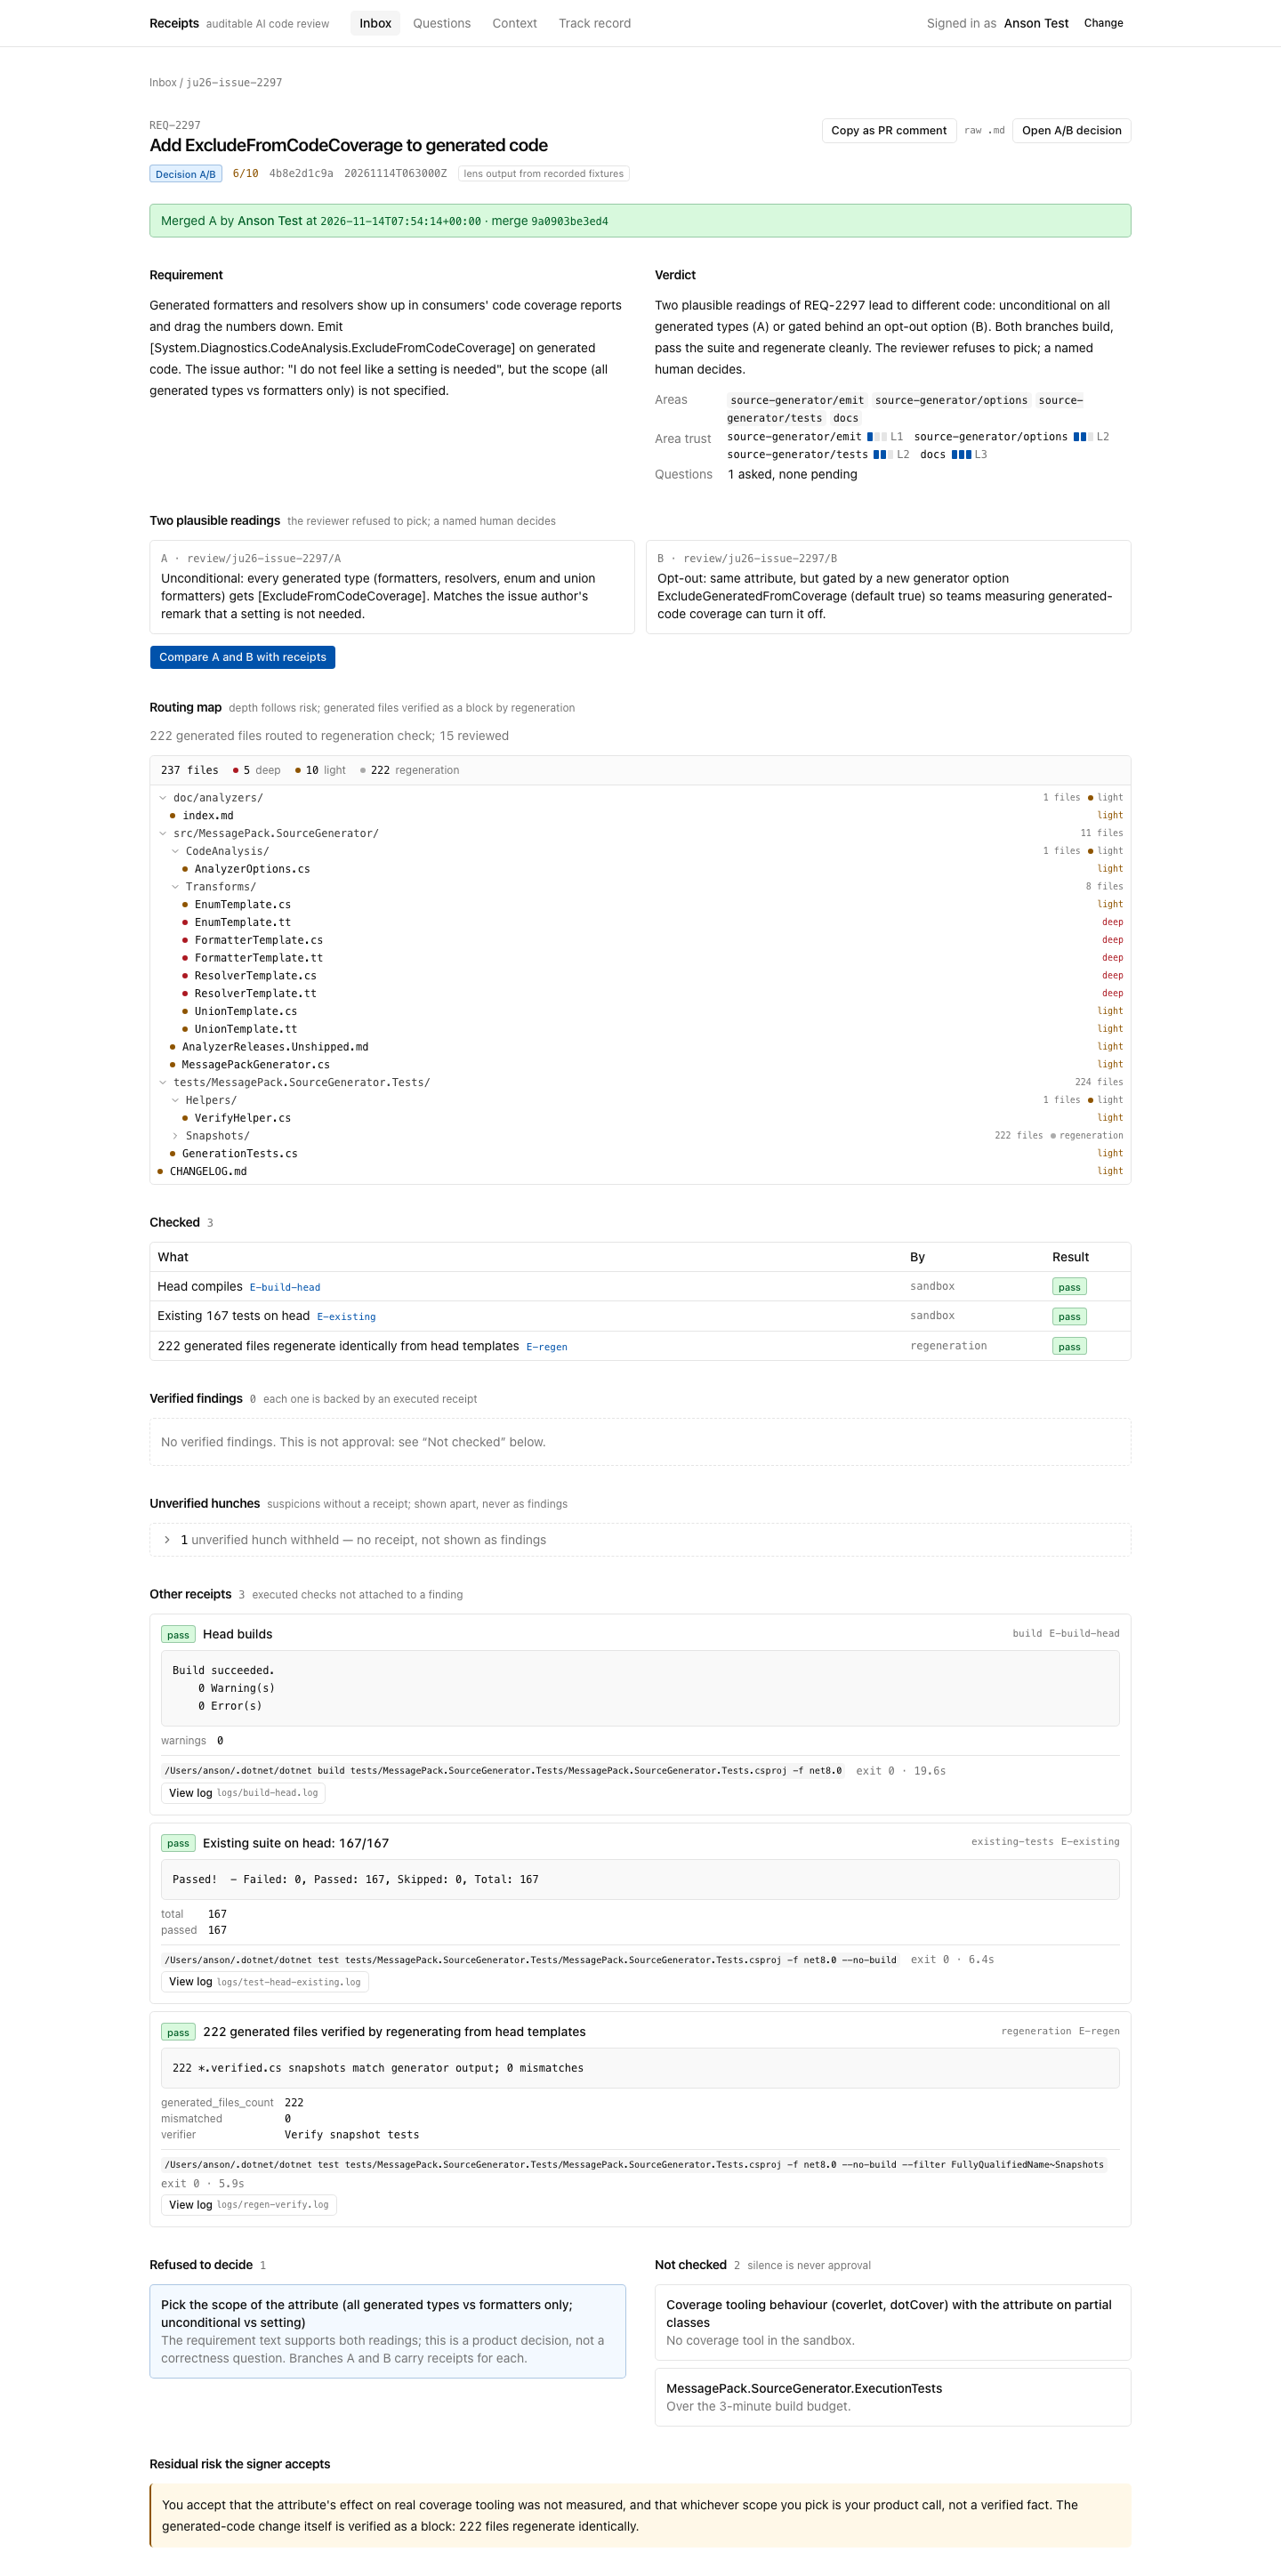 Receipts auditable AI code review Inbox Questions Context Track record Signed in as Anson Test Change
Inbox / ju26-issue-2297
REQ-2297
Add ExcludeFromCodeCoverage to generated code
Copy as PR comment raw .md Open A/B decision
Decision A/B 6/10 4b8e2d1c9a 20261114T063000Z lens output from recorded fixtures
Merged A by Anson Test at 2026-11-14T07:54:14+00:00 · merge 9a0903be3ed4
Requirement
Generated formatters and resolvers show up in consumers' code coverage reports
and drag the numbers down. Emit
[System.Diagnostics.CodeAnalysis.ExcludeFromCodeCoverage] on generated
code. The issue author: "I do not feel like a setting is needed", but the scope (all
generated types vs formatters only) is not specified.
Verdict
Two plausible readings of REQ-2297 lead to different code: unconditional on all
generated types (A) or gated behind an opt-out option (B). Both branches build,
pass the suite and regenerate cleanly. The reviewer refuses to pick; a named
human decides.
Areas source-generator/emit source-generator/options source-
generator/tests docs
Area trust source-generator/emit L1 source-generator/options L2
source-generator/tests L2 docs L3
Questions 1 asked, none pending
Two plausible readings the reviewer refused to pick; a named human decides
A · review/ju26-issue-2297/A
Unconditional: every generated type (formatters, resolvers, enum and union
formatters) gets [ExcludeFromCodeCoverage]. Matches the issue author's
remark that a setting is not needed.
B · review/ju26-issue-2297/B
Opt-out: same attribute, but gated by a new generator option
ExcludeGeneratedFromCoverage (default true) so teams measuring generated-
code coverage can turn it off.
Compare A and B with receipts
Routing map depth follows risk; generated files verified as a block by regeneration
222 generated files routed to regeneration check; 15 reviewed
237 files 5 deep 10 light 222 regeneration
doc/analyzers/ 1 files light
index.md light
src/MessagePack.SourceGenerator/ 11 files
CodeAnalysis/ 1 files light
AnalyzerOptions.cs light
Transforms/ 8 files
EnumTemplate.cs light
EnumTemplate.tt deep
FormatterTemplate.cs deep
FormatterTemplate.tt deep
ResolverTemplate.cs deep
ResolverTemplate.tt deep
UnionTemplate.cs light
UnionTemplate.tt light
AnalyzerReleases.Unshipped.md light
MessagePackGenerator.cs light
tests/MessagePack.SourceGenerator.Tests/ 224 files
Helpers/ 1 files light
VerifyHelper.cs light
Snapshots/ 222 files regeneration
GenerationTests.cs light
CHANGELOG.md light
Checked 3
What By Result
Head compiles E-build-head sandbox pass
Existing 167 tests on head E-existing sandbox pass
222 generated files regenerate identically from head templates E-regen regeneration pass
Verified findings 0 each one is backed by an executed receipt
No verified findings. This is not approval: see “Not checked” below.
Unverified hunches suspicions without a receipt; shown apart, never as findings
1 unverified hunch withheld — no receipt, not shown as findings
Other receipts 3 executed checks not attached to a finding
pass Head builds build E-build-head
Build succeeded.
0 Warning(s)
0 Error(s)
warnings 0
/Users/anson/.dotnet/dotnet build tests/MessagePack.SourceGenerator.Tests/MessagePack.SourceGenerator.Tests.csproj -f net8.0 exit 0 · 19.6s
View log logs/build-head.log
pass Existing suite on head: 167/167 existing-tests E-existing
Passed! - Failed: 0, Passed: 167, Skipped: 0, Total: 167
total 167
passed 167
/Users/anson/.dotnet/dotnet test tests/MessagePack.SourceGenerator.Tests/MessagePack.SourceGenerator.Tests.csproj -f net8.0 --no-build exit 0 · 6.4s
View log logs/test-head-existing.log
pass 222 generated files verified by regenerating from head templates regeneration E-regen
222 *.verified.cs snapshots match generator output; 0 mismatches
generated_files_count 222
mismatched 0
verifier Verify snapshot tests
/Users/anson/.dotnet/dotnet test tests/MessagePack.SourceGenerator.Tests/MessagePack.SourceGenerator.Tests.csproj -f net8.0 --no-build --filter FullyQualifiedName~Snapshots
exit 0 · 5.9s
View log logs/regen-verify.log
Refused to decide 1
Pick the scope of the attribute (all generated types vs formatters only;
unconditional vs setting)
The requirement text supports both readings; this is a product decision, not a
correctness question. Branches A and B carry receipts for each.
Not checked 2 silence is never approval
Coverage tooling behaviour (coverlet, dotCover) with the attribute on partial
classes
No coverage tool in the sandbox.
MessagePack.SourceGenerator.ExecutionTests
Over the 3-minute build budget.
Residual risk the signer accepts
You accept that the attribute's effect on real coverage tooling was not measured, and that whichever scope you pick is your product call, not a verified fact. The
generated-code change itself is verified as a block: 222 files regenerate identically.